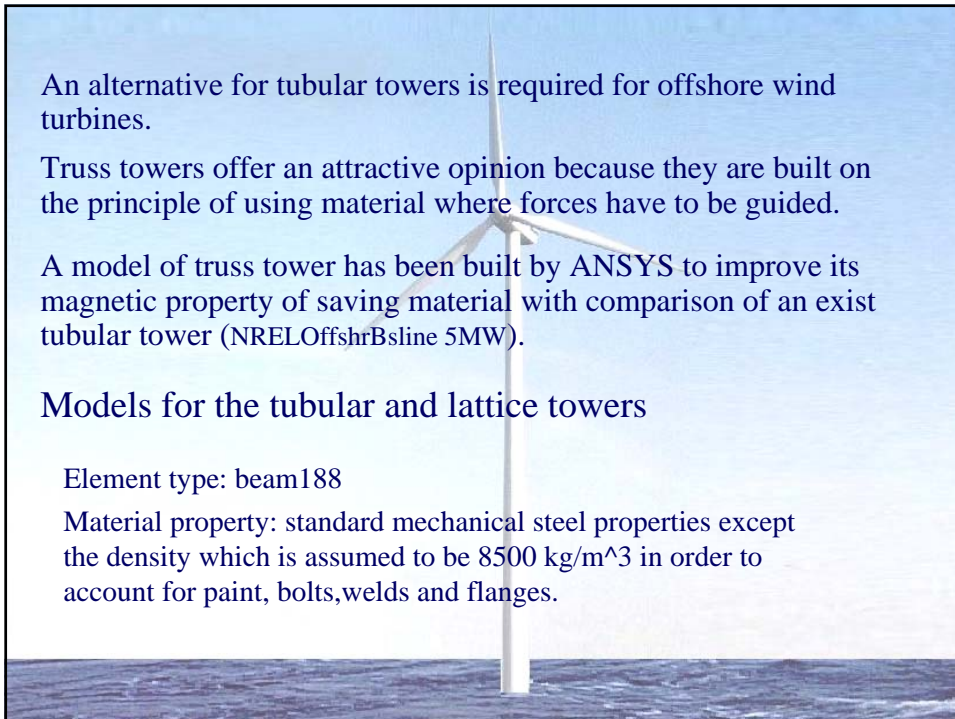 An alternative for tubular towers is required for offshore wind
turbines.
Truss towers offer an attractive opinion because they are built on
the principle of using material where forces have to be guided.
A model of truss tower has been built by ANSYS to improve its
magnetic property of saving material with comparison of an exist
tubular tower (NRELOffshrBsline 5MW).
Models for the tubular and lattice towers
Element type: beam188
Material property: standard mechanical steel properties except
the density which is assumed to be 8500 kg/m^3 in order to
account for paint, bolts,welds and flanges.